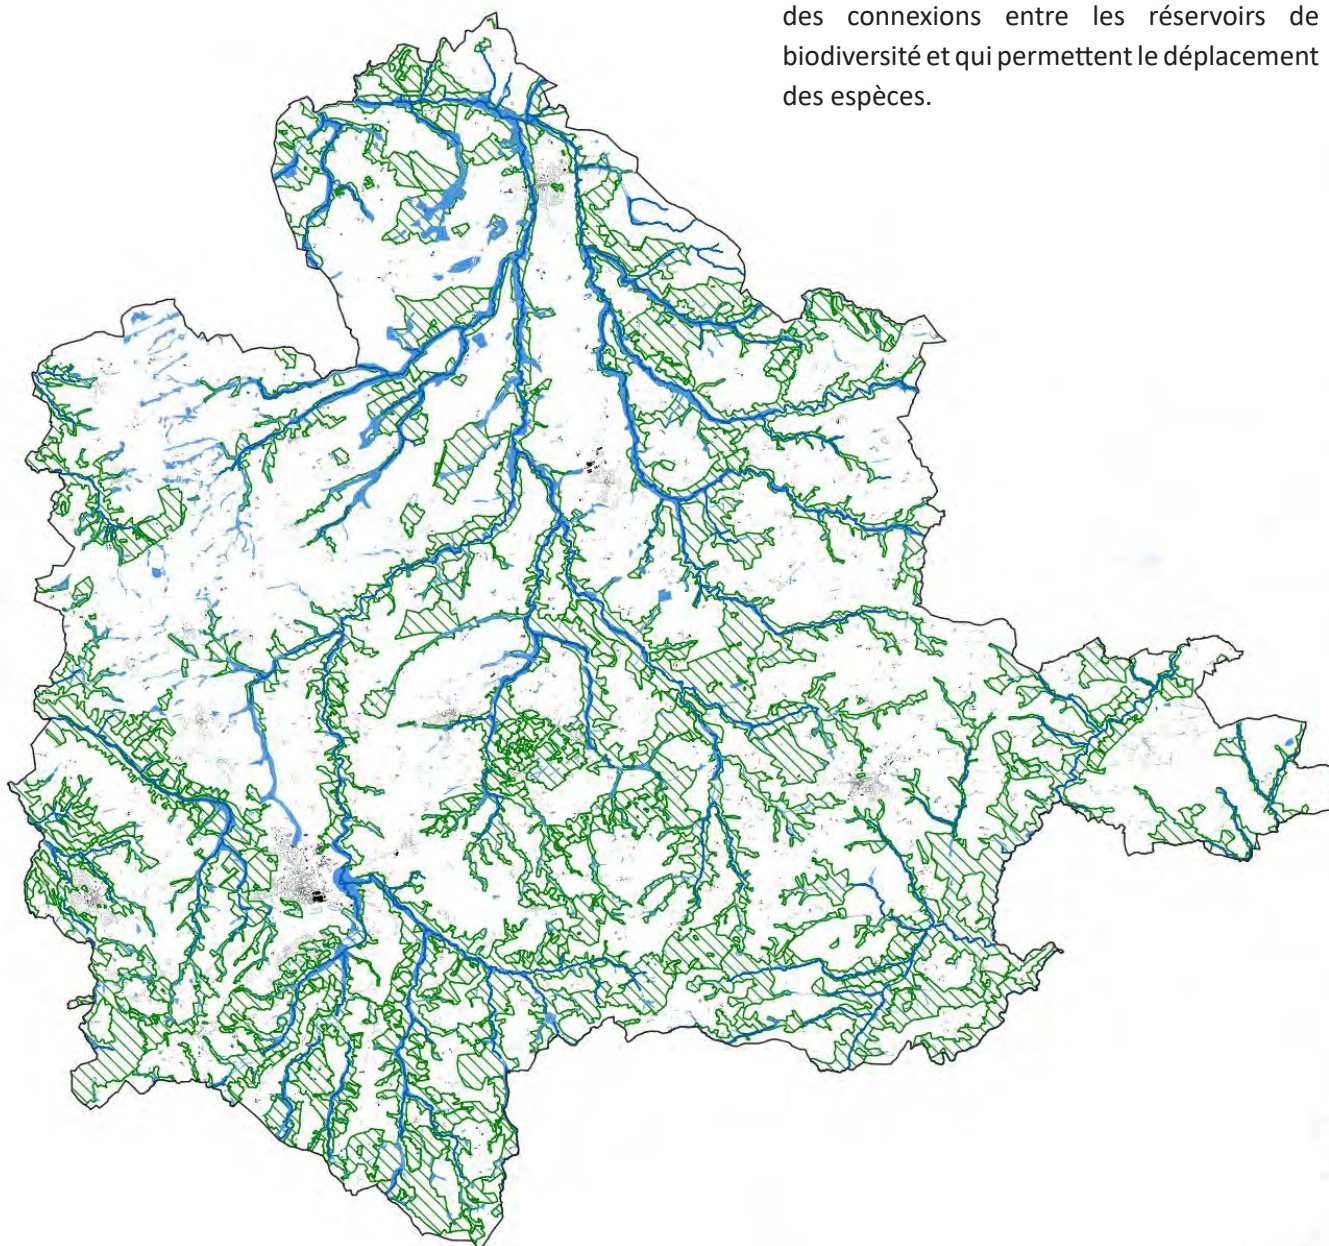 des connexions entre les réservoirs de
biodiversité et qui permettent le déplacement
des espèces.